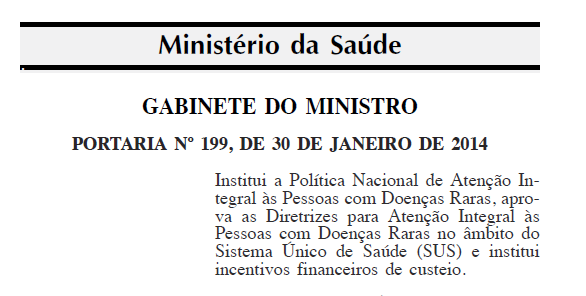 Ministério da Saúde
GABINETE DO MINISTRO
PORTARIA Nº 199, DE 30 DE JANEIRO DE 2014
Institui a Política Nacional de Atenção In-
tegral às Pessoas com Doenças Raras, apro-
va as Diretrizes para Atenção Integral às
Pessoas com Doenças Raras no âmbito do
Sistema Único de Saúde (SUS) e institui
incentivos financeiros de custeio.